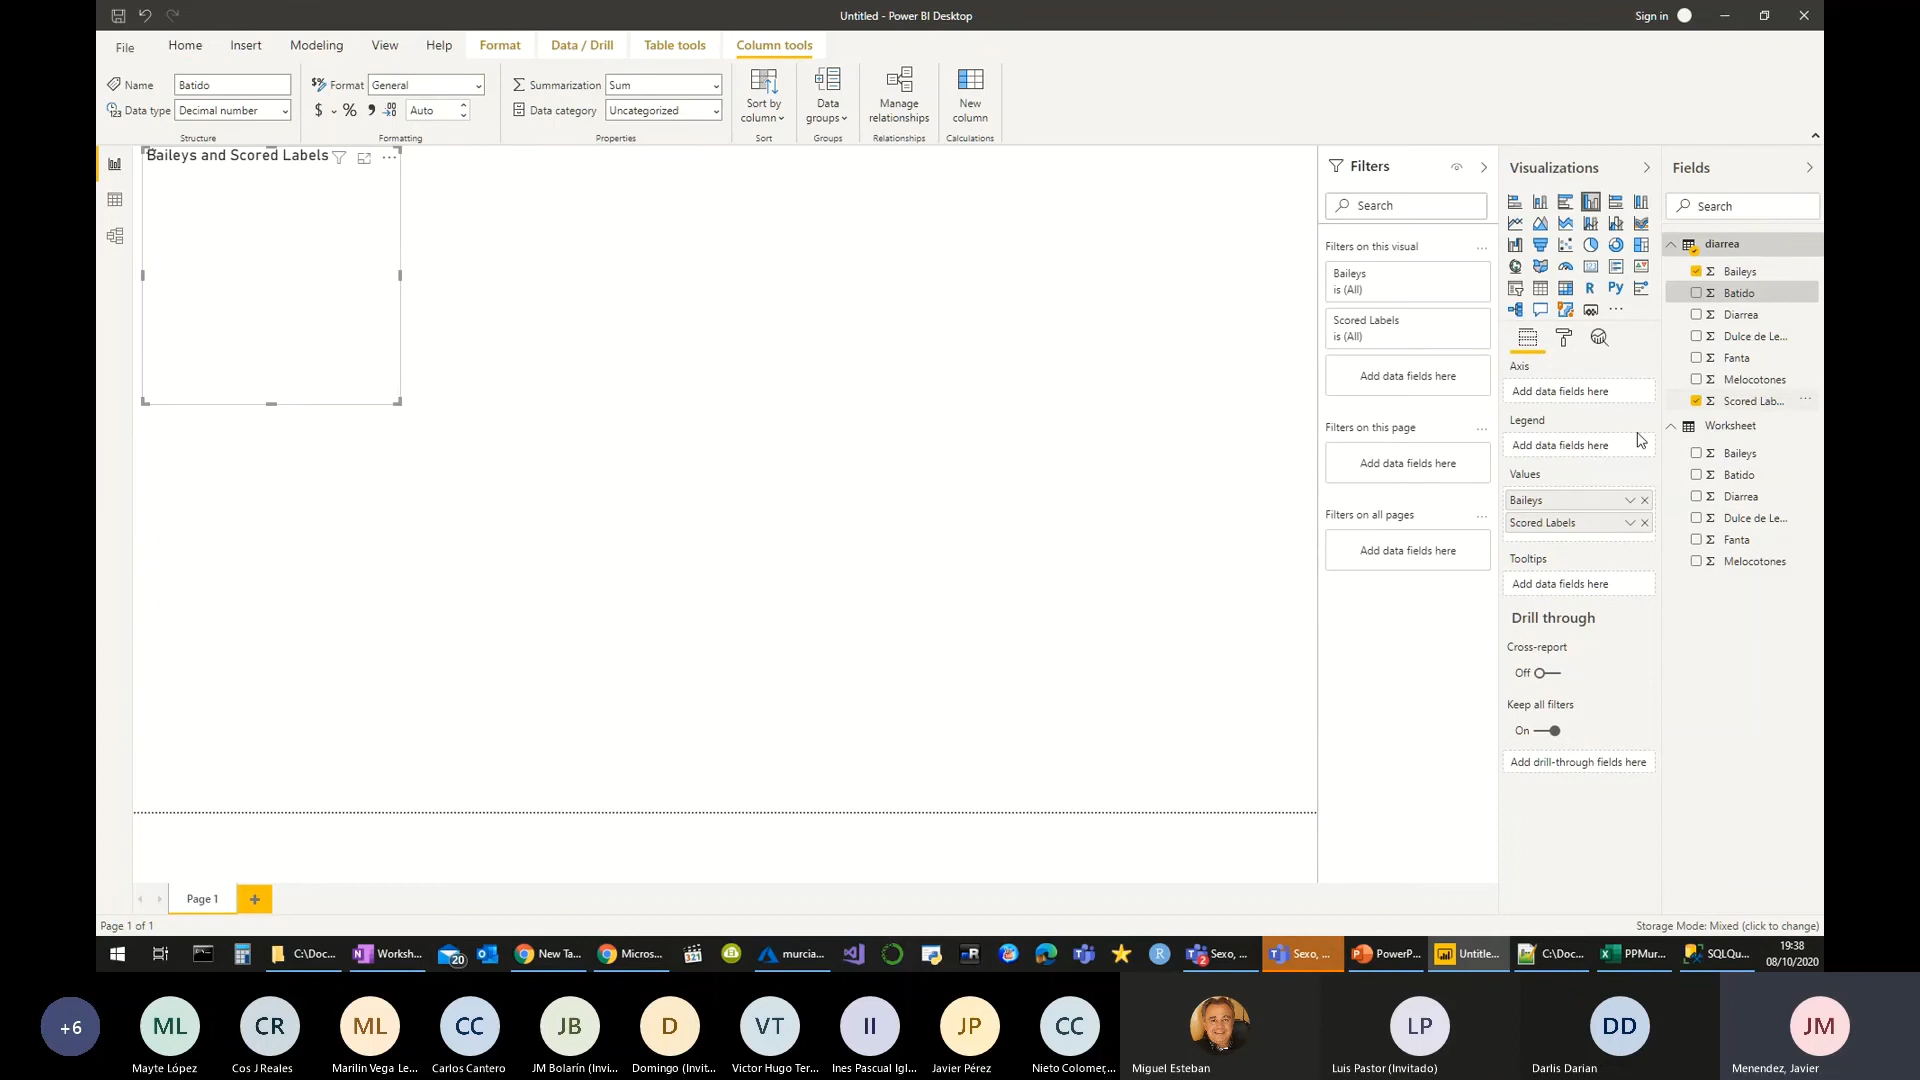 Untitled - Power BI Desktop
Sign in
File
Home
Insert
Modeling
View
Help
Format
Data / Drill
Table tools
Column tools
Name
Batido
Format
General
Summarization
Sum
Data type
Decimal number
$
%
Auto
Data category
Uncategorized
Sort by
column
Data
groups
Manage
relationships
New
column
Structure
Formatting
Properties
Sort
Groups
Relationships
Calculations
Baileys and Scored Labels
Filters
Search
Filters on this visual
Baileys
is (All)
Scored Labels
is (All)
Add data fields here
Filters on this page
Add data fields here
Filters on all pages
Add data fields here
Visualizations
R
Py
Axis
Add data fields here
Legend
Add data fields here
Values
Baileys
Scored Labels
Tooltips
Add data fields here
Drill through
Cross-report
Off
Keep all filters
On
Add drill-through fields here
Fields
Search
diarrea
Baileys
Batido
Diarrea
Dulce de Le...
Fanta
Melocotones
Scored Lab...
Worksheet
Baileys
Batido
Diarrea
Dulce de Le...
Fanta
Melocotones
Page 1
Page 1 of 1
Storage Mode: Mixed (click to change)
20
C:\Doc...
Worksh...
New Ta...
Micros...
321
murcia...
R
R
2
Sexo, ...
Sexo, ...
PowerP...
Untitle...
C:\Doc...
PPMur...
SQLQu...
19:38
08/10/2020
+6
ML
Mayte López
CR
Cos J Reales
ML
Marilin Vega Le...
CC
Carlos Cantero
JB
JM Bolarín (Invi...
D
Domingo (Invit...
VT
Victor Hugo Ter...
II
Ines Pascual Igl...
JP
Javier Pérez
CC
Nieto Colomer,...
Miguel Esteban
LP
Luis Pastor (Invitado)
DD
Darlis Darian
JM
Menendez, Javier